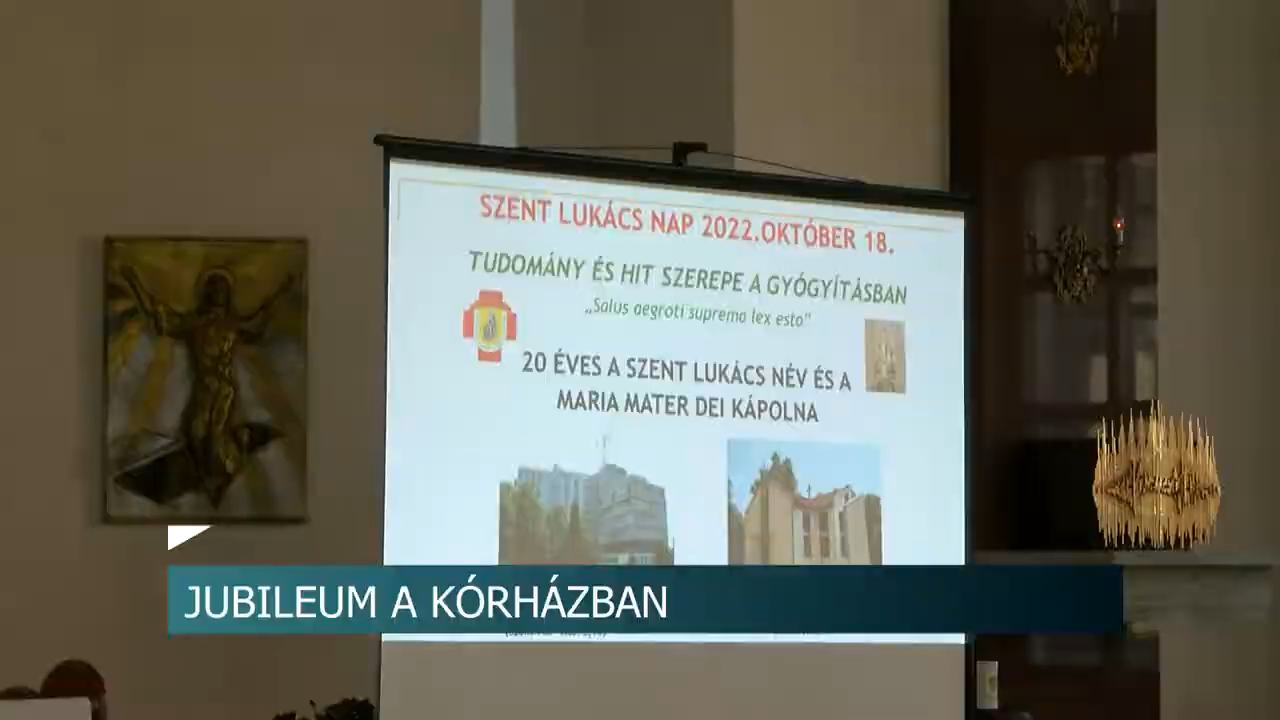 SZENT LUKÁCS NAP 2022.OKTÓBER 18.
TUDOMÁNY ÉS HIT SZEREPE A GYÓGYÍTÁSBAN
„Salus aegroti suprema lex esto”
20 ÉVES A SZENT LUKÁCS NÉV ÉS A
MARIA MATER DEI KÁPOLNA
JUBILEUM A KÓRHÁZBAN